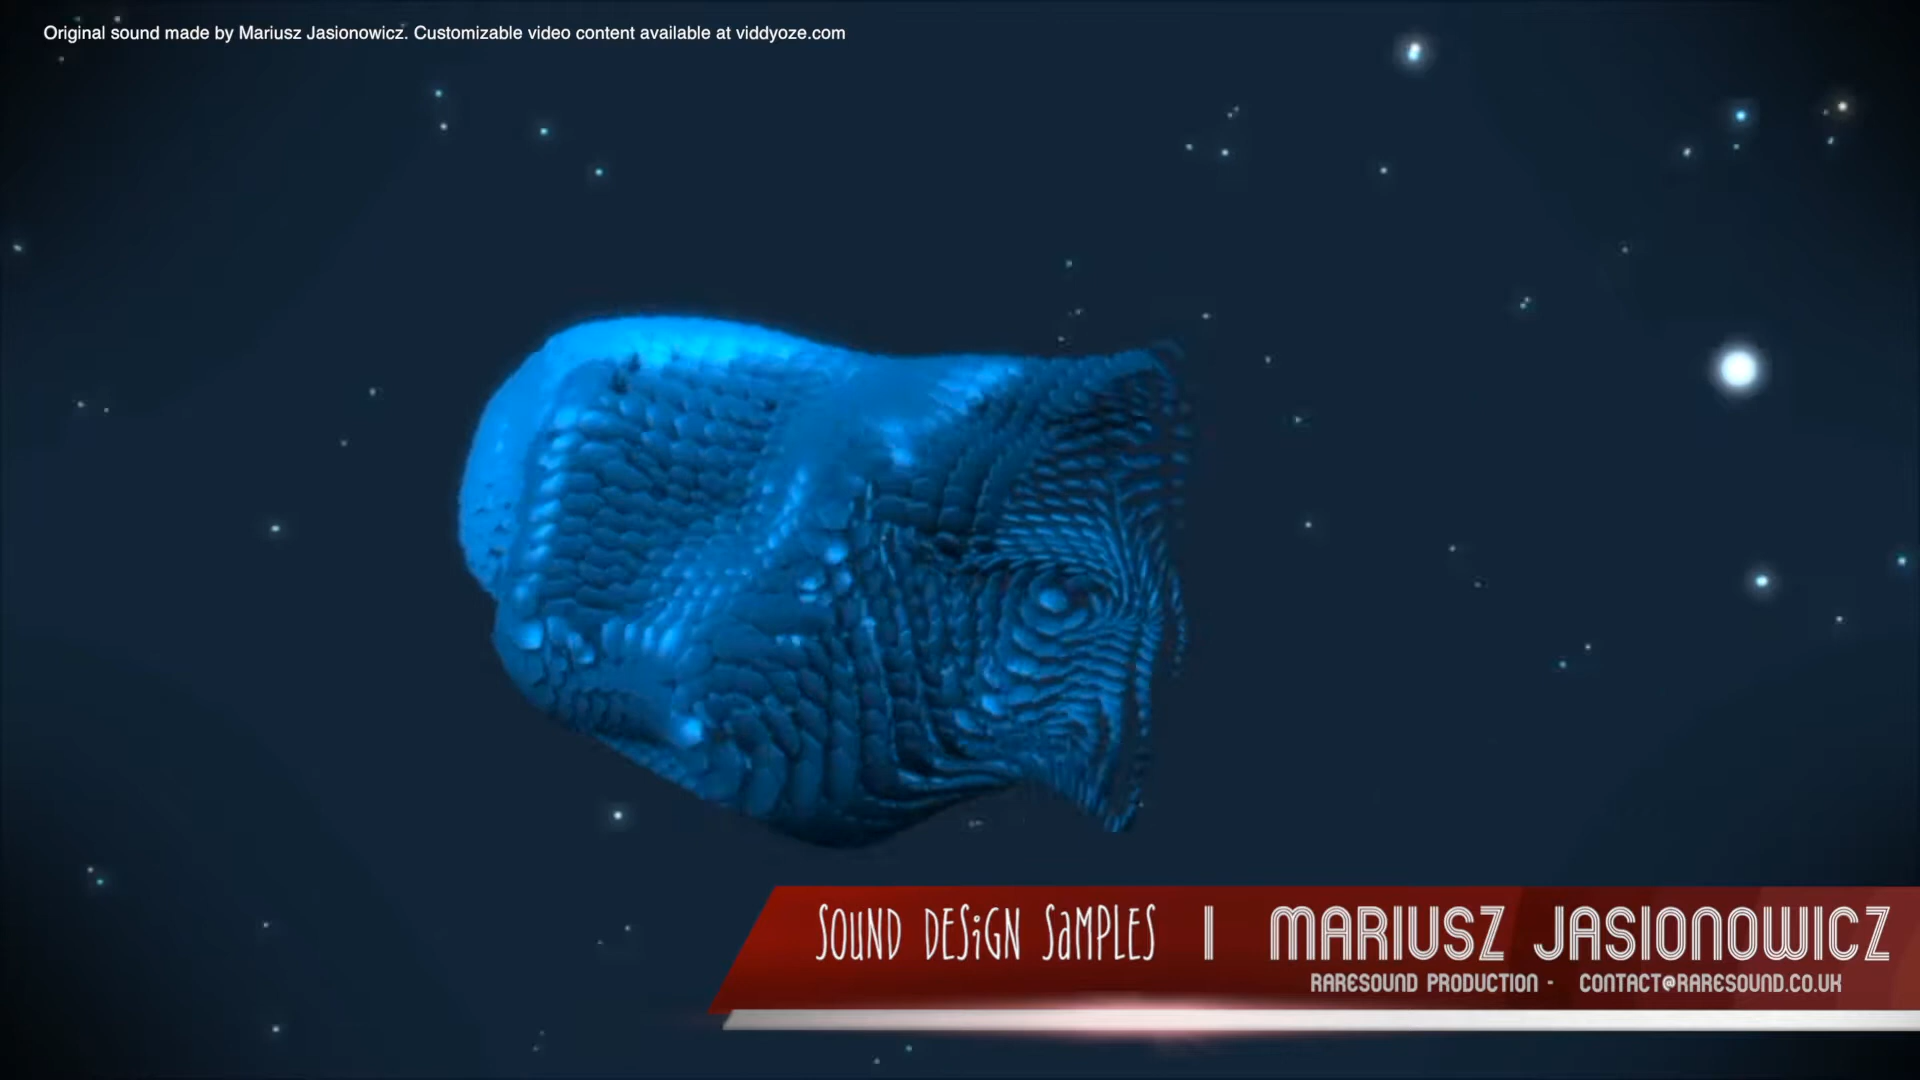 Original sound made by Mariusz Jasionowicz. Customizable video content available at viddyoze.com
SOUND DESiGN SaMPLES | MARIUSZ JASIONOWICZ
RARESOUND PRODUCTION - CONTACT@RARESOUND.CO.UK